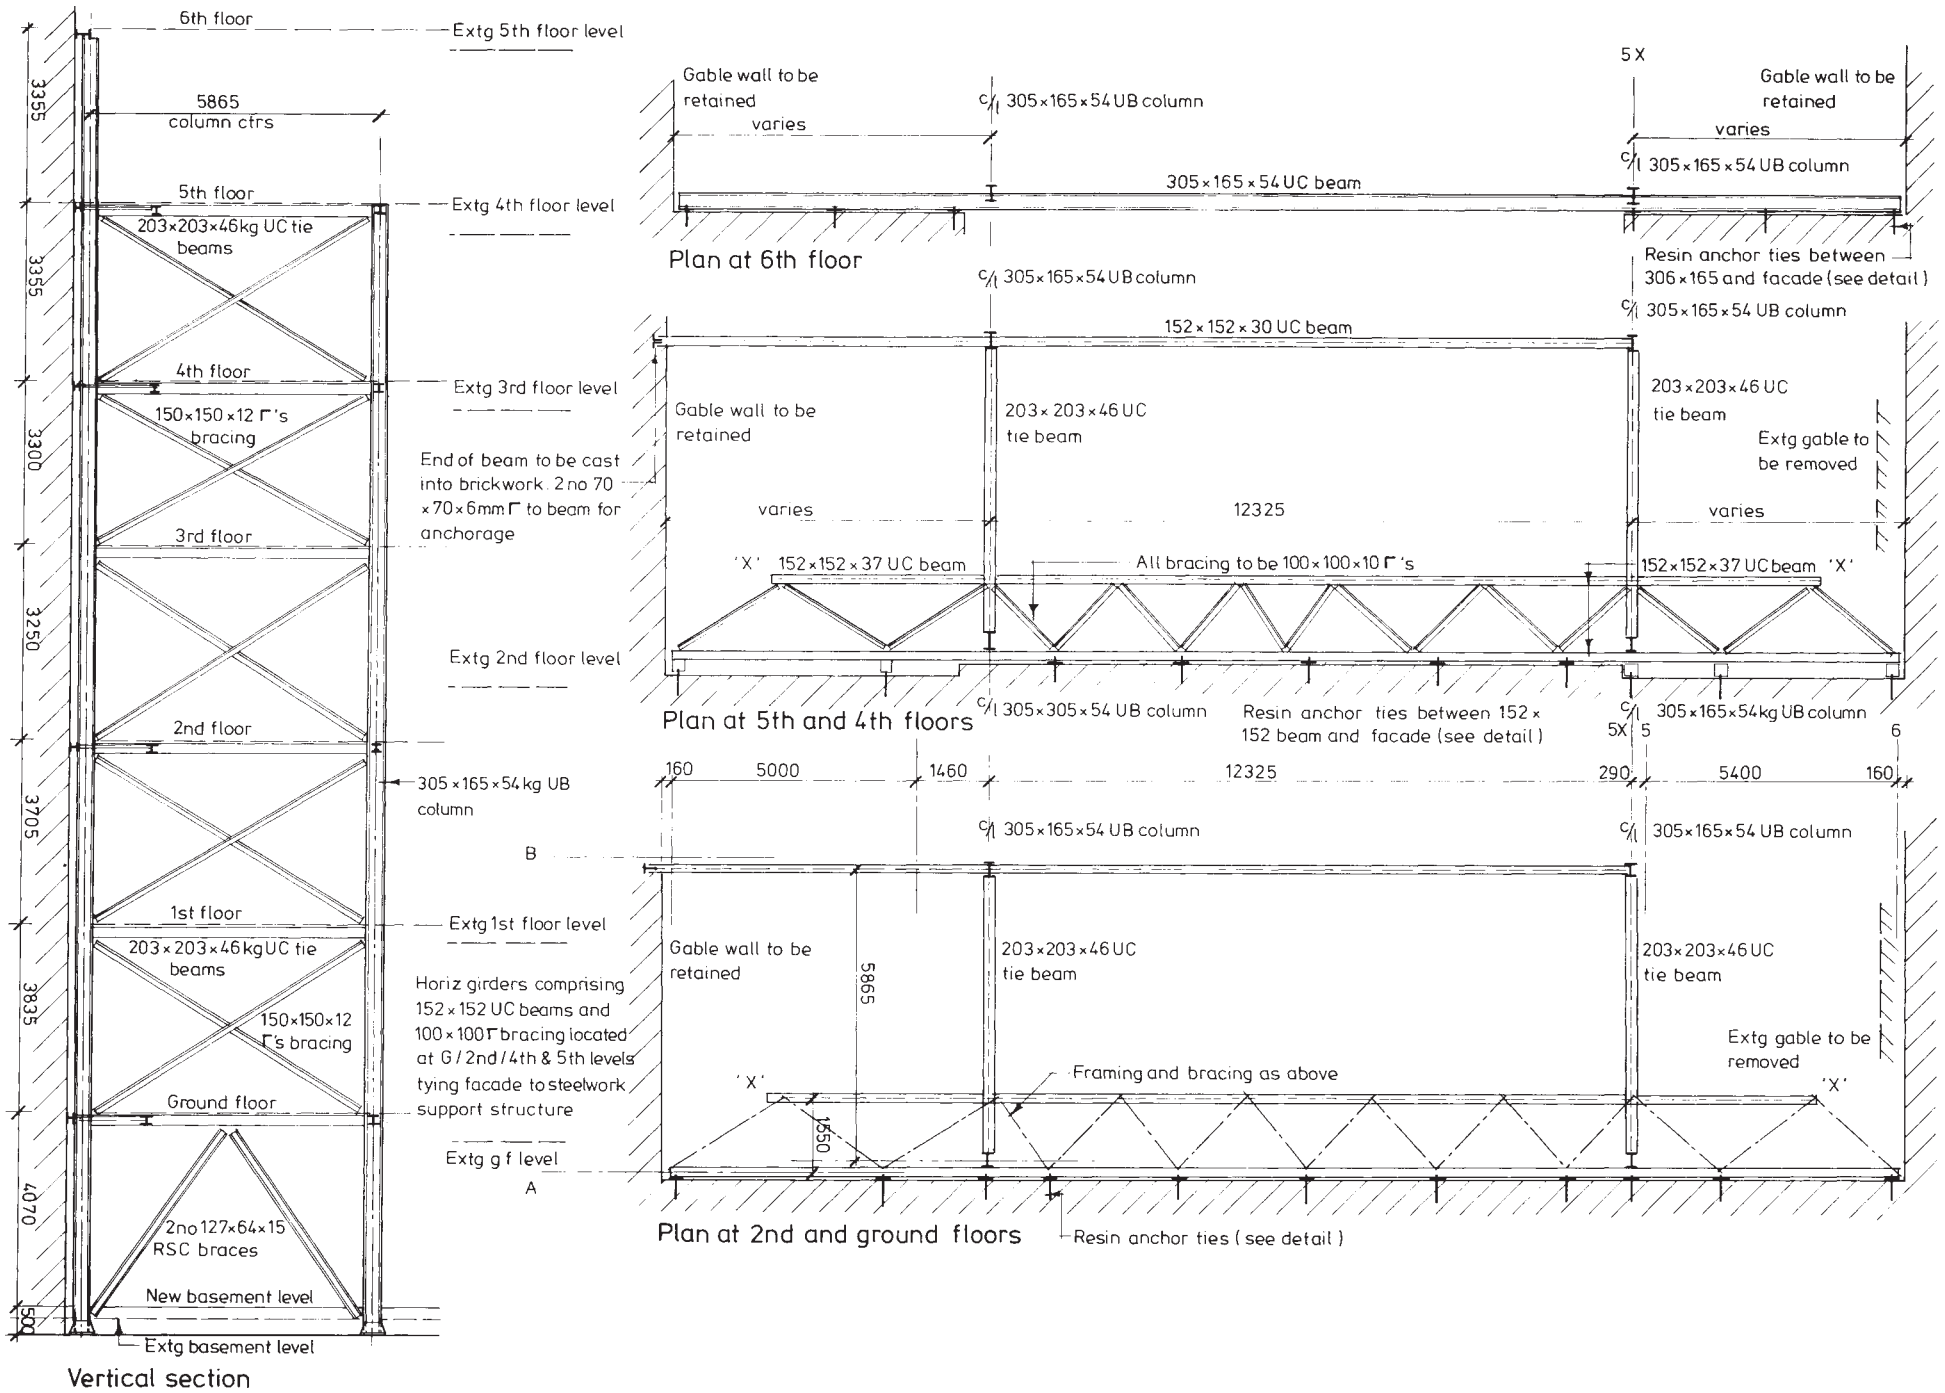 6th floor
Extg 5th floor level
3355
5865
column ctrs
5th floor
Extg 4th floor level
203×203×46kg UC tie
beams
3355
4th floor
Extg 3rd floor level
150×150×12 Γ's
bracing
3300
End of beam to be cast
into brickwork. 2 no 70
×70×6mm Γ to beam for
anchorage
3rd floor
3250
Extg 2nd floor level
2nd floor
305×165×54 kg UB
column
3705
1st floor
Extg 1st floor level
203×203×46kg UC tie
beams
3835
150×150×12
Γ's bracing
Horiz girders comprising
152×152 UC beams and
100×100 Γ bracing located
at G/2nd/4th & 5th levels
tying facade to steelwork
support structure
Ground floor
Extg g f level
A
4070
2no 127×64×15
RSC braces
New basement level
500
Extg basement level
Vertical section
Gable wall to be
retained
varies
C/L 305×165×54 UB column
5X
Gable wall to be
retained
varies
C/L 305×165×54 UB column
305×165×54 UC beam
Plan at 6th floor
Resin anchor ties between
306×165 and facade (see detail)
C/L 305×165×54 UB column
C/L 305×165×54 UB column
152×152×30 UC beam
Gable wall to be
retained
203×203×46 UC
tie beam
203×203×46 UC
tie beam
Extg gable to
be removed
varies
12325
varies
'X'
152×152×37 UC beam
All bracing to be 100×100×10 Γ's
152×152×37 UC beam
'X'
Plan at 5th and 4th floors
C/L 305×305×54 UB column
Resin anchor ties between 152×
152 beam and facade (see detail)
C/L 305×165×54kg UB column
5X
5
6
160
5000
1460
12325
290
5400
160
C/L 305×165×54 UB column
C/L 305×165×54 UB column
B
Gable wall to be
retained
5865
203×203×46 UC
tie beam
203×203×46 UC
tie beam
Extg gable to be
removed
'X'
Framing and bracing as above
'X'
1550
Plan at 2nd and ground floors
Resin anchor ties (see detail)